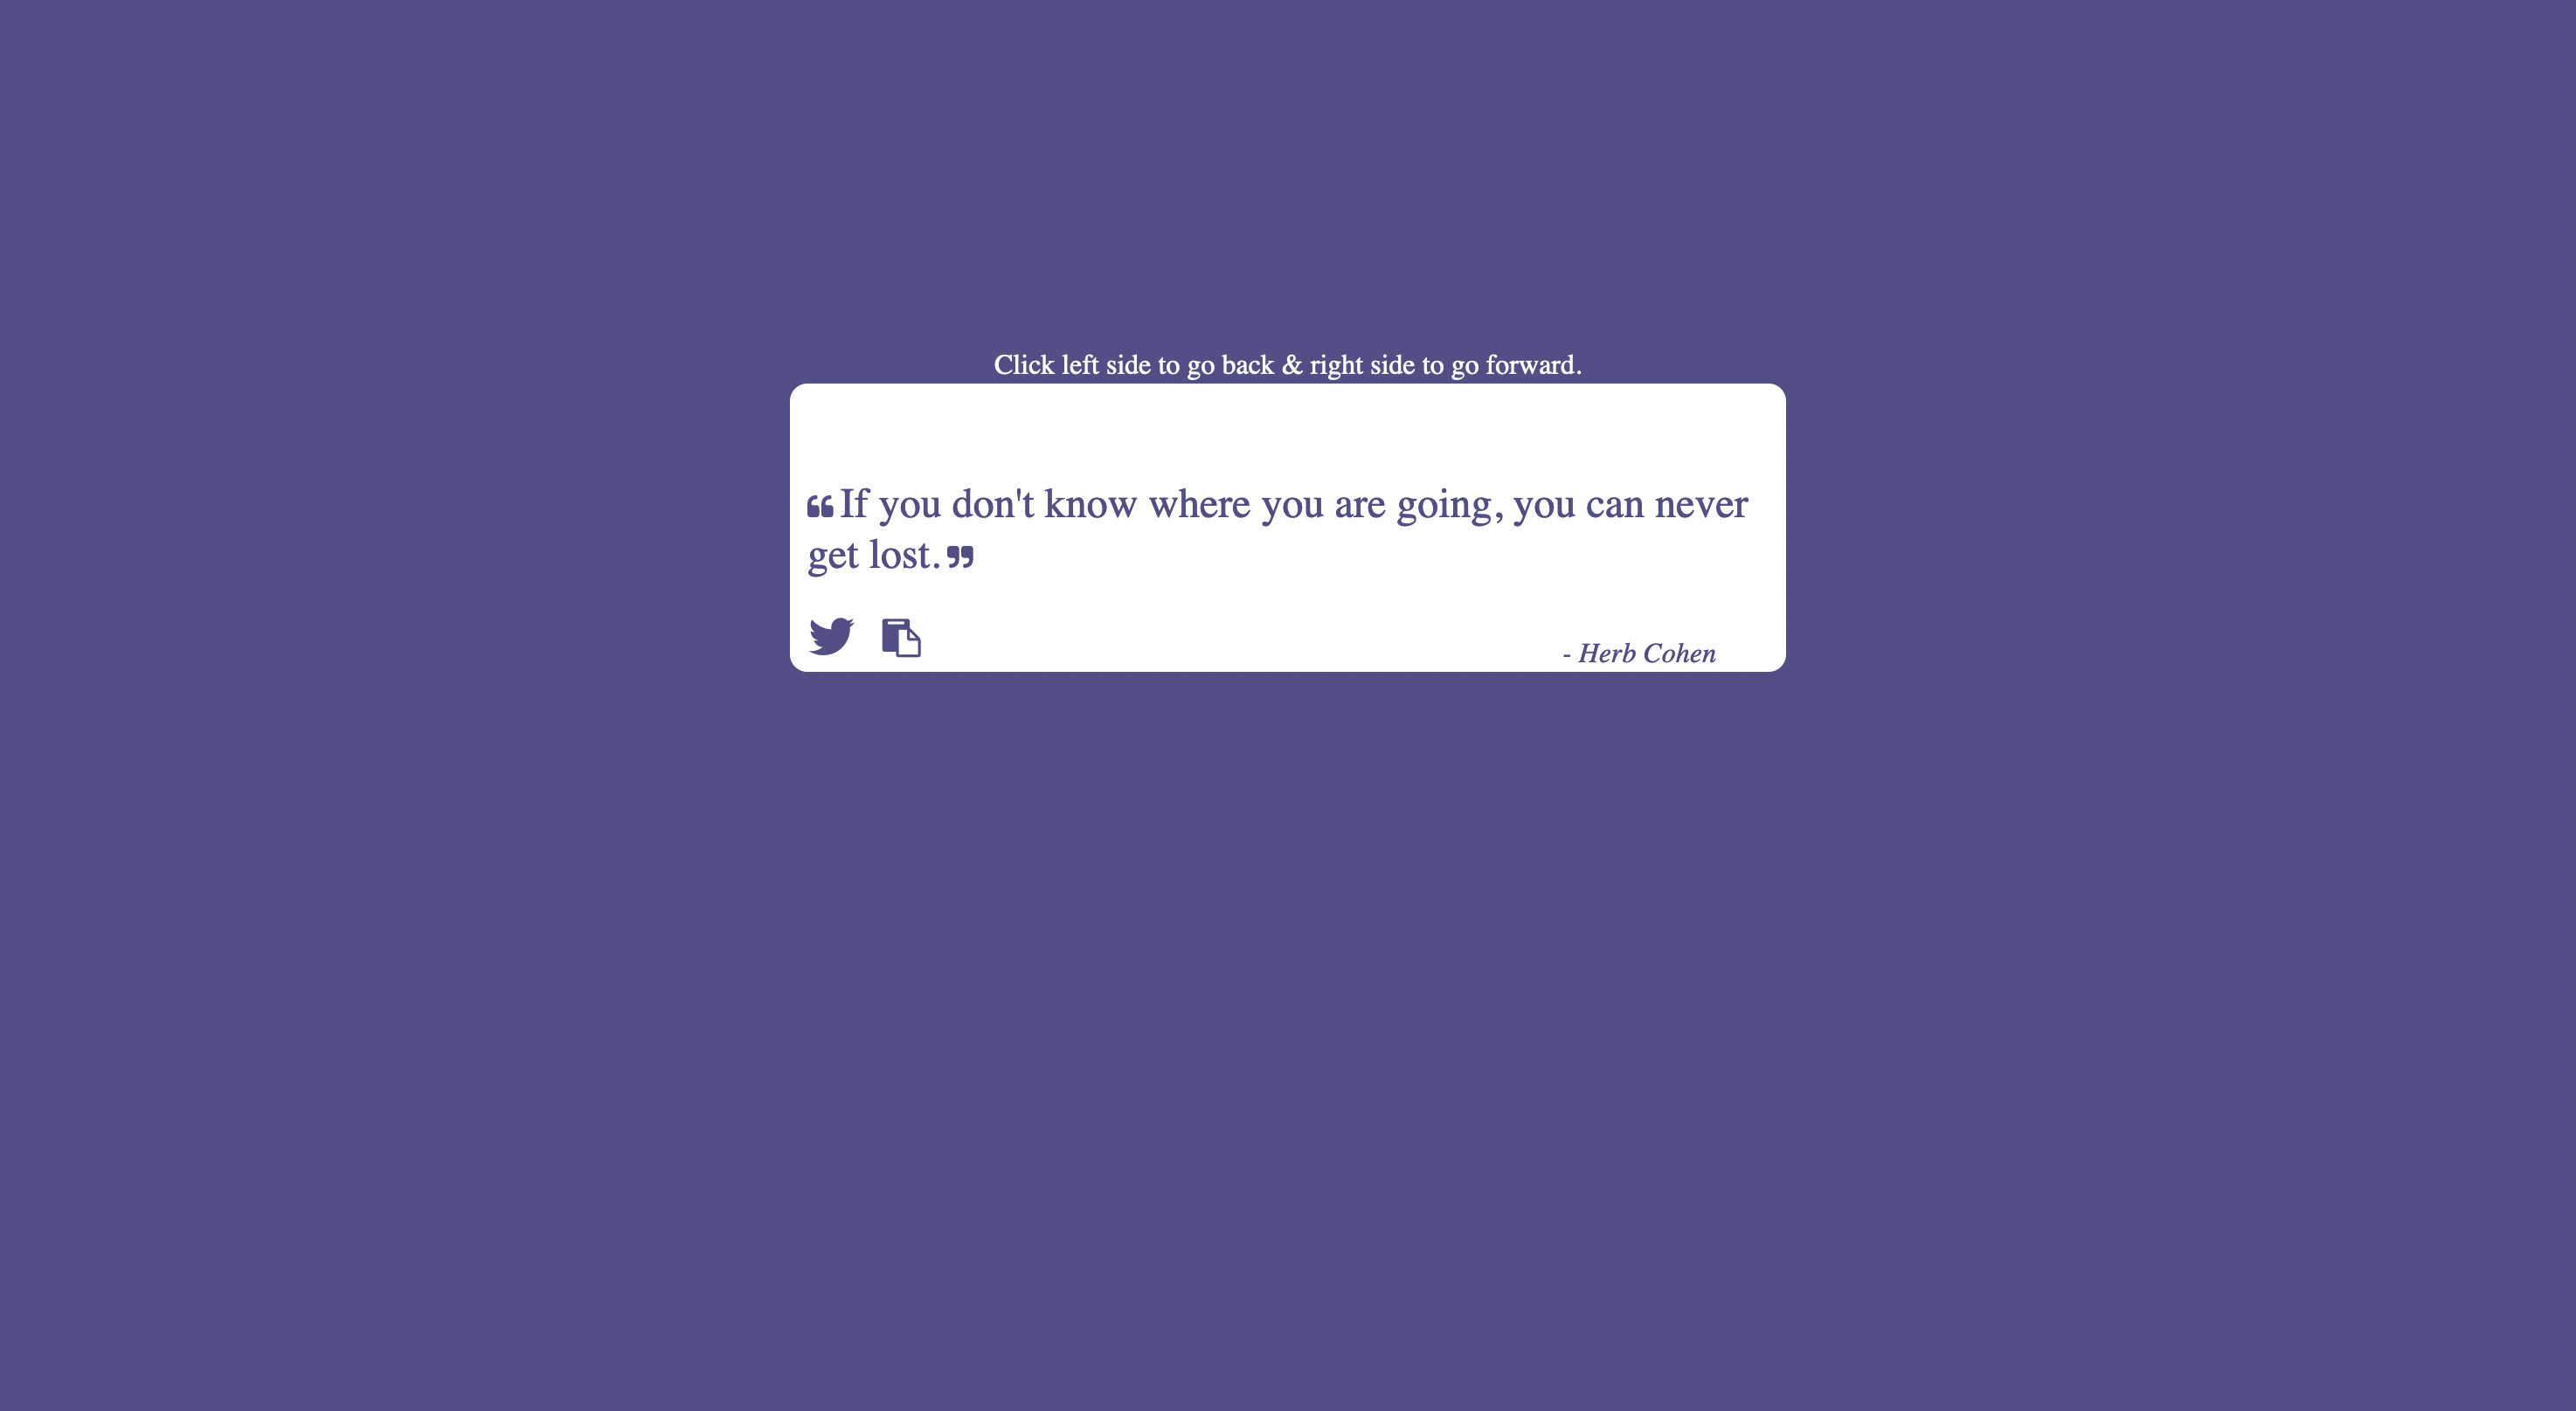 Click left side to go back & right side to go forward.
❝If you don't know where you are going, you can never
get lost.❞
- Herb Cohen